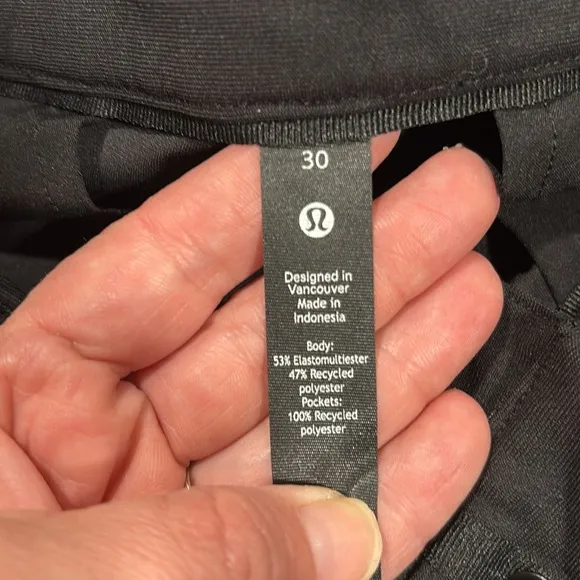 30
Designed in
Vancouver
Made in
Indonesia
Body:
53% Elastomultiester
47% Recycled
polyester
Pockets:
100% Recycled
polyester